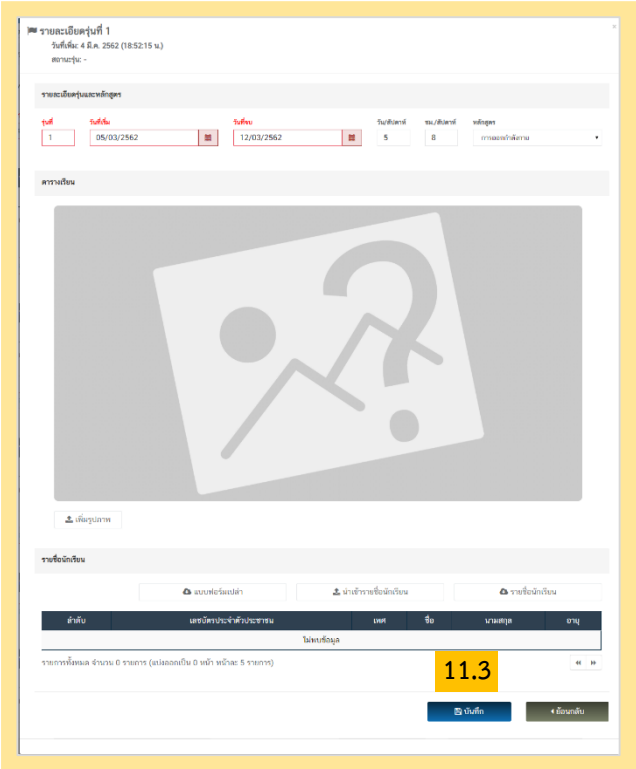 รายละเอียดรุ่นที่ 1
วันที่เพิ่ม: 4 มี.ค. 2562 (18:52:15 น.)
สถานะรุ่น: -
×
รายละเอียดรุ่นและหลักสูตร
รุ่นที่ วันที่เริ่ม วันที่จบ วัน/สัปดาห์ ชม./สัปดาห์ หลักสูตร
1 05/03/2562 12/03/2562 5 8 การออกกำลังกาย
ตารางเรียน
?
เพิ่มรูปภาพ
รายชื่อนักเรียน
แบบฟอร์มเปล่า นำเข้ารายชื่อนักเรียน รายชื่อนักเรียน
ลำดับ เลขบัตรประจำตัวประชาชน เพศ ชื่อ นามสกุล อายุ
ไม่พบข้อมูล
รายการทั้งหมด จำนวน 0 รายการ (แบ่งออกเป็น 0 หน้า หน้าละ 5 รายการ)
11.3
บันทึก ย้อนกลับ